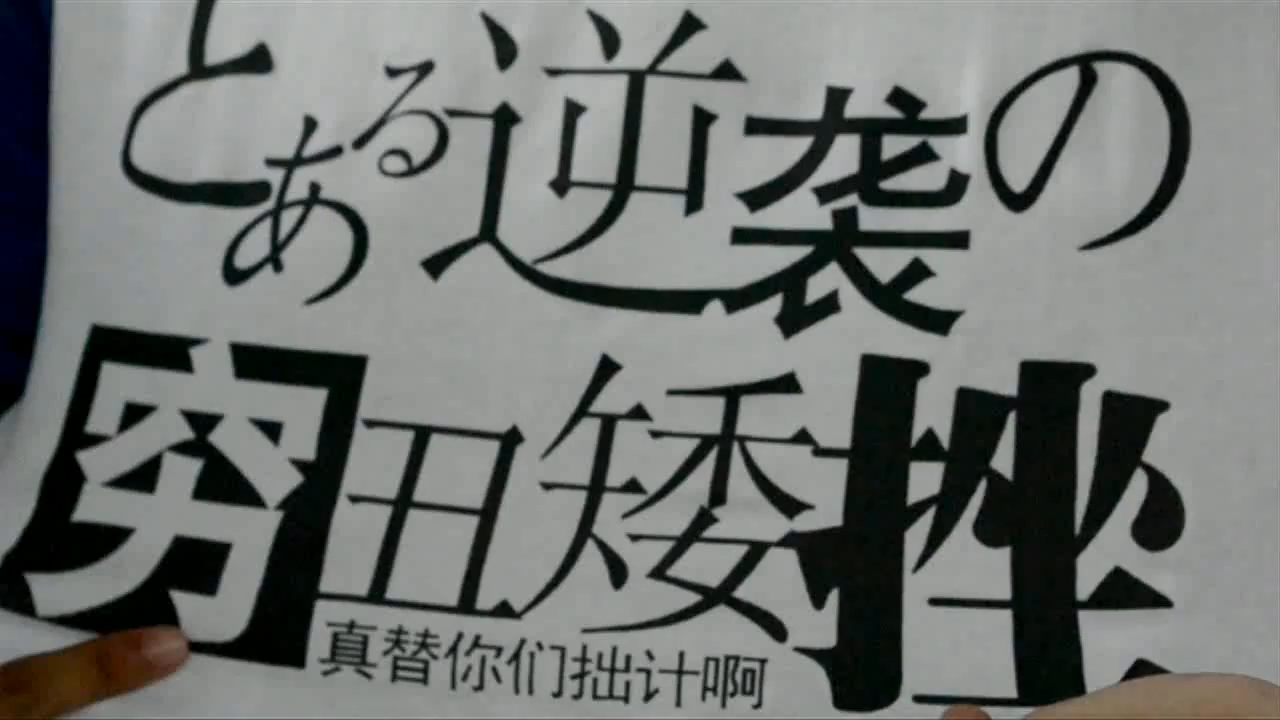 とある逆袭の
穷丑矮挫
真替你们拙计啊